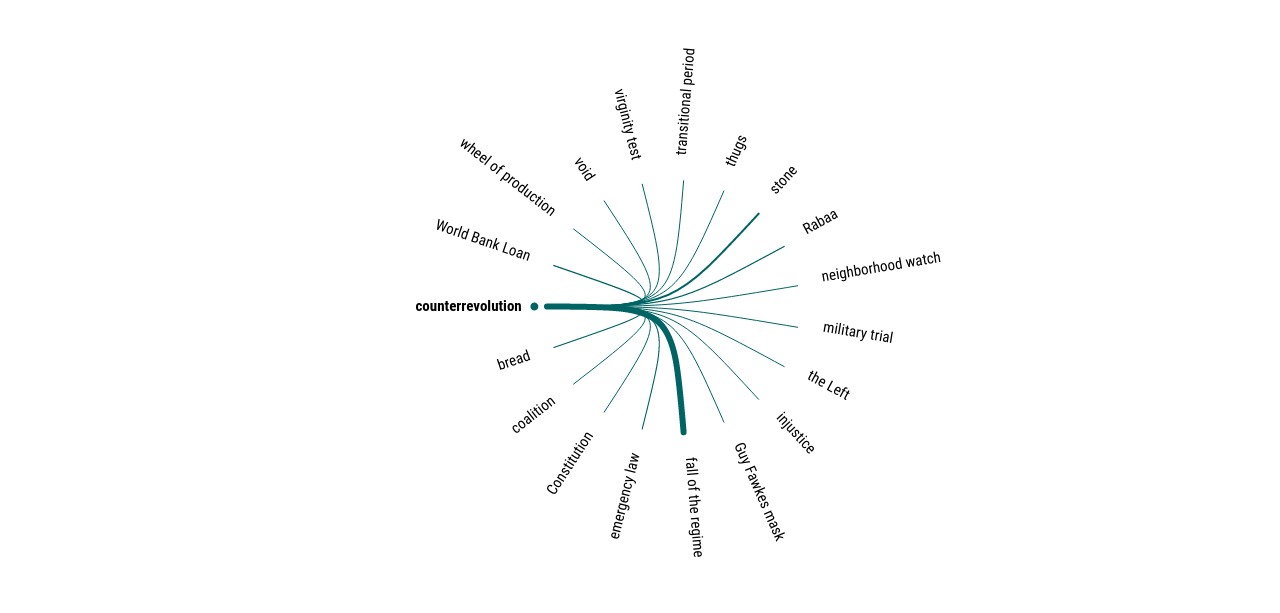 transitional period
virginity test
thugs
void
stone
wheel of production
Rabaa
World Bank Loan
neighborhood watch
counterrevolution
military trial
bread
the Left
coalition
injustice
Constitution
Guy Fawkes mask
emergency law
fall of the regime